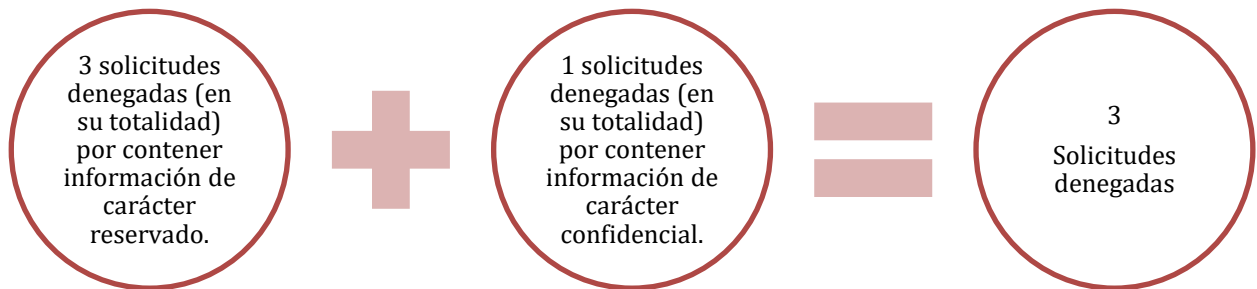 3 solicitudes
denegadas (en
su totalidad)
por contener
información de
carácter
reservado.
1 solicitudes
denegadas (en
su totalidad)
por contener
información de
carácter
confidencial.
3
Solicitudes
denegadas